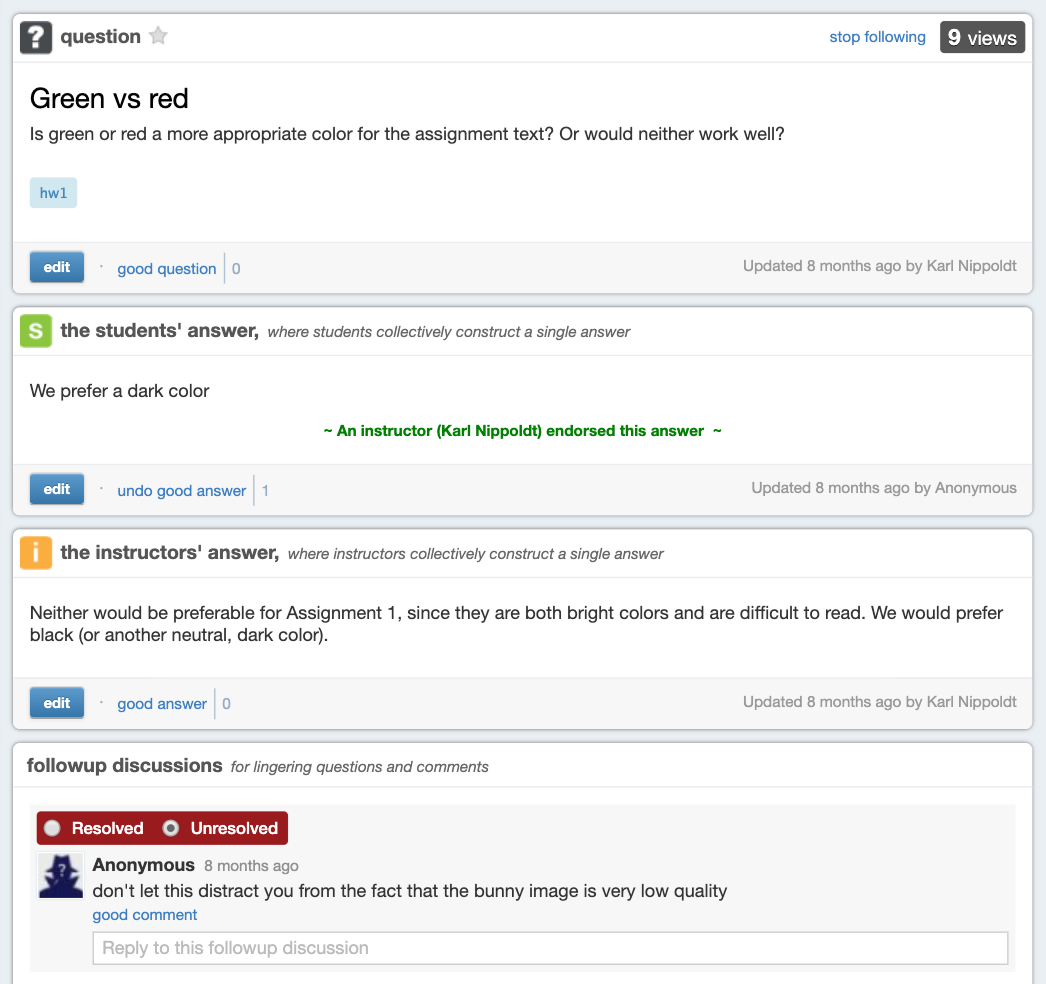 ? question stop following 9 views
Green vs red
Is green or red a more appropriate color for the assignment text? Or would neither work well?
hw1
edit · good question 0 Updated 8 months ago by Karl Nippoldt
S the students' answer, where students collectively construct a single answer
We prefer a dark color
~ An instructor (Karl Nippoldt) endorsed this answer ~
edit · undo good answer 1 Updated 8 months ago by Anonymous
i the instructors' answer, where instructors collectively construct a single answer
Neither would be preferable for Assignment 1, since they are both bright colors and are difficult to read. We would prefer
black (or another neutral, dark color).
edit · good answer 0 Updated 8 months ago by Karl Nippoldt
followup discussions for lingering questions and comments
Resolved Unresolved
? Anonymous 8 months ago
don't let this distract you from the fact that the bunny image is very low quality
good comment
Reply to this followup discussion